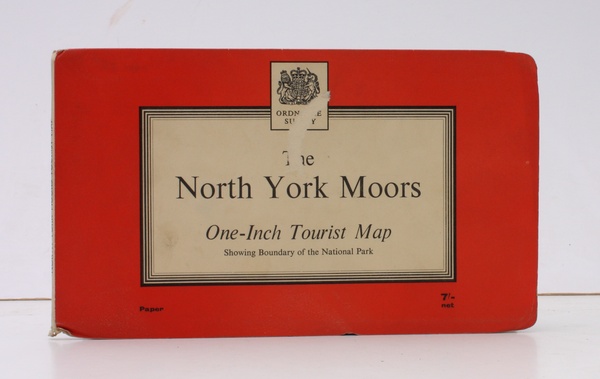 The
North York Moors
One-Inch Tourist Map
Showing Boundary of the National Park
Paper
7/-
net